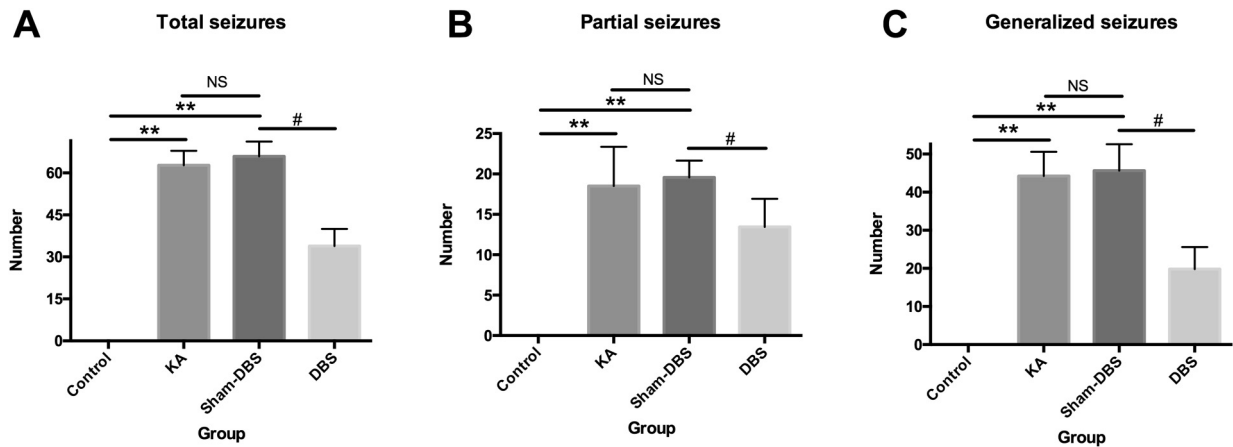 A
Total seizures
NS
**
**
#
60
45
30
15
0
Number
Control
KA
Sham-DBS
DBS
Group
B
Partial seizures
NS
**
**
#
25
20
15
10
5
0
Number
Control
KA
Sham-DBS
DBS
Group
C
Generalized seizures
NS
**
**
#
50
40
30
20
10
0
Number
Control
KA
Sham-DBS
DBS
Group